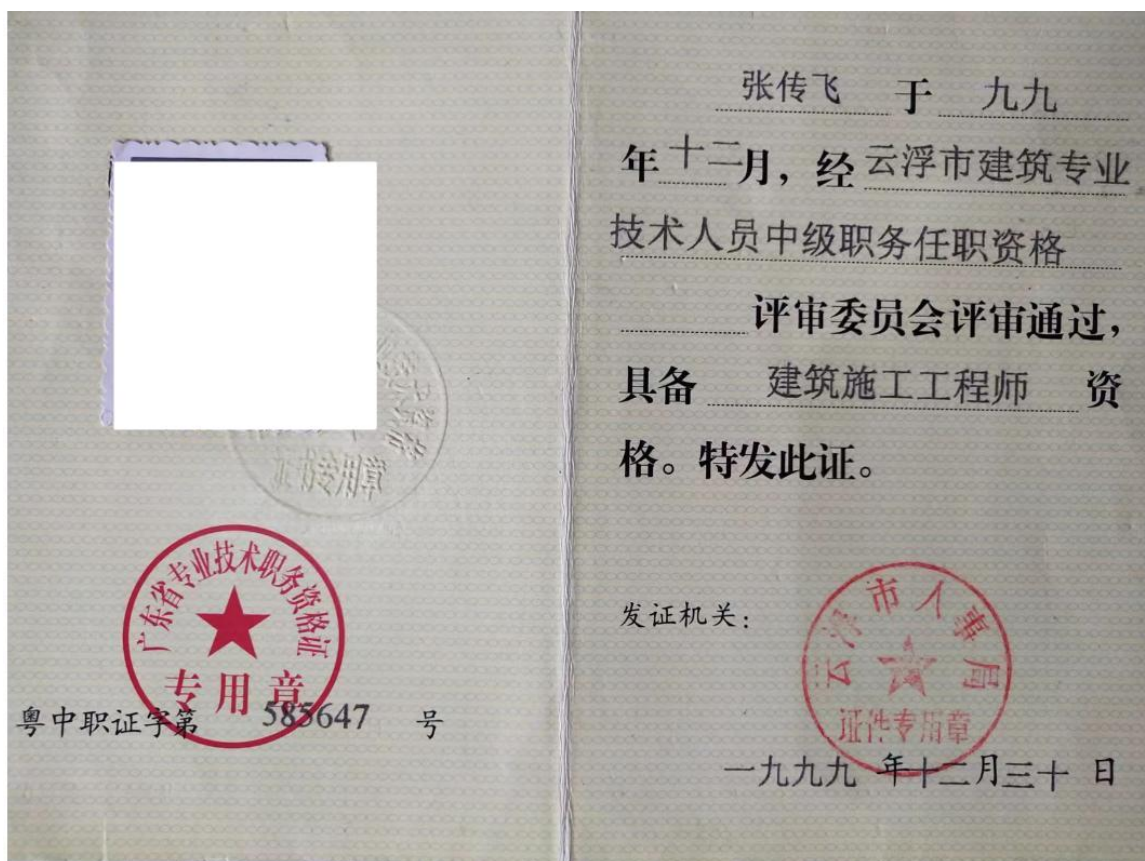 证书专用章
广东省专业技术职务资格证
专用章
粤中职证字第 585647 号
张传飞 于 九九
年十二月，经云浮市建筑专业
技术人员中级职务任职资格
评审委员会评审通过，
具备 建筑施工工程师 资
格。特发此证。
发证机关：
云浮市人事局
证件专用章
一九九九 年十二月三十 日